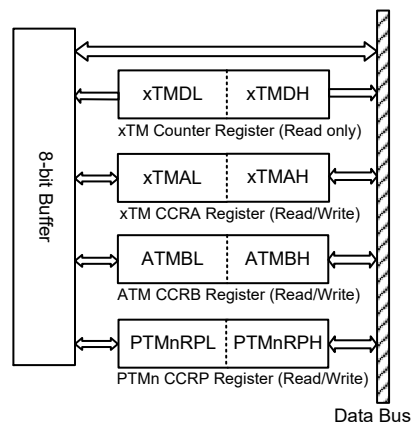 xTMDL xTMDH
xTM Counter Register (Read only)
8-bit Buffer
xTMAL xTMAH
xTM CCRA Register (Read/Write)
ATMBL ATMBH
ATM CCRB Register (Read/Write)
PTMnRPL PTMnRPH
PTMn CCRP Register (Read/Write)
Data Bus